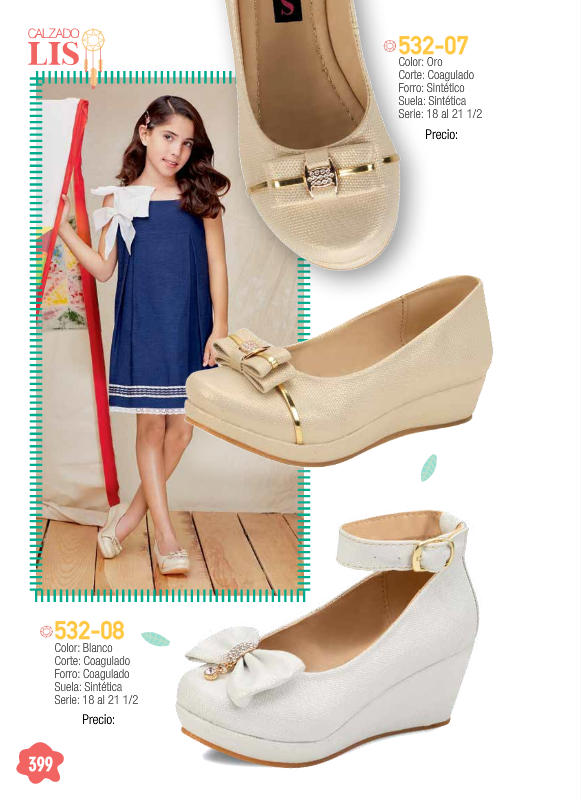 CALZADO
LIS
S
532-07
Color: Oro
Corte: Coagulado
Forro: Sintético
Suela: Sintética
Serie: 18 al 21 1/2
Precio:
532-08
Color: Blanco
Corte: Coagulado
Forro: Coagulado
Suela: Sintética
Serie: 18 al 21 1/2
Precio:
399